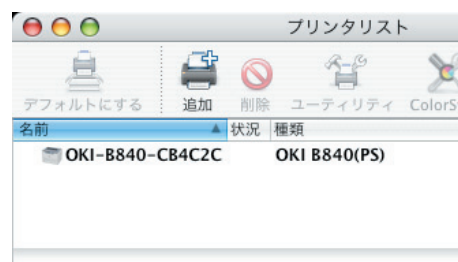 プリンタリスト
デフォルトにする 追加 削除 ユーティリティ ColorS
名前 状況 種類
OKI-B840-CB4C2C OKI B840(PS)